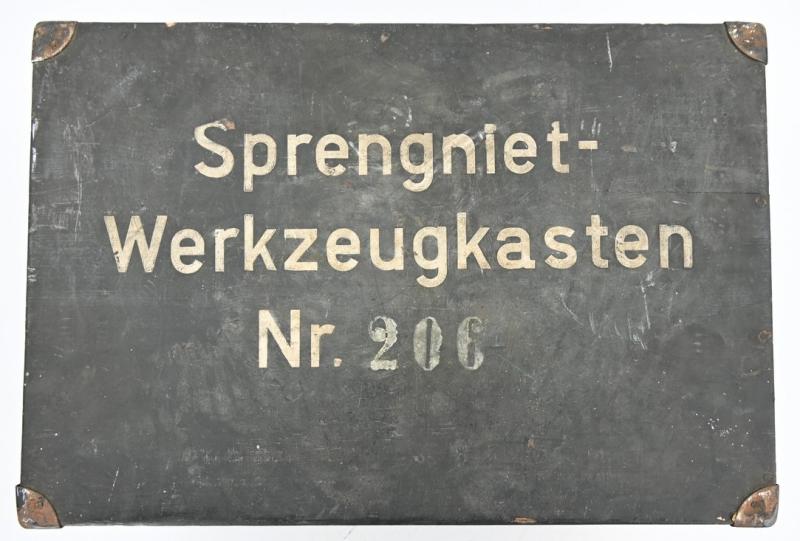 Sprengniet-
Werkzeugkasten
Nr. 206